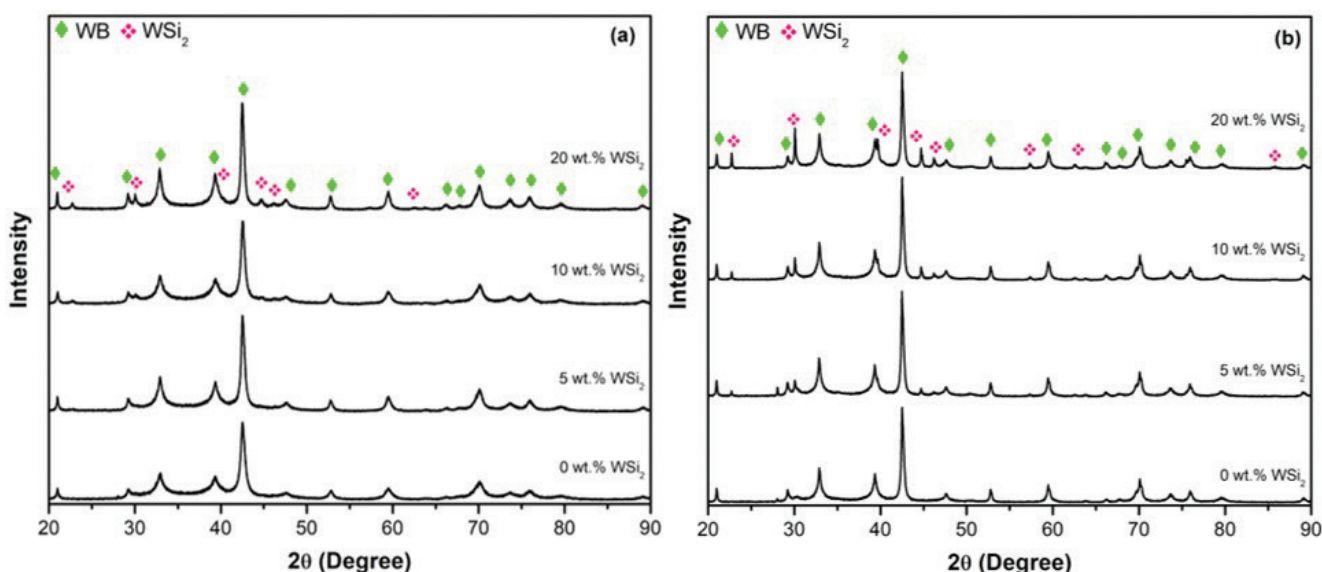 WB WSi₂ (a)
20 wt.% WSi₂
10 wt.% WSi₂
5 wt.% WSi₂
0 wt.% WSi₂
Intensity
20 30 40 50 60 70 80 90
2θ (Degree)
WB WSi₂ (b)
20 wt.% WSi₂
10 wt.% WSi₂
5 wt.% WSi₂
0 wt.% WSi₂
Intensity
20 30 40 50 60 70 80 90
2θ (Degree)